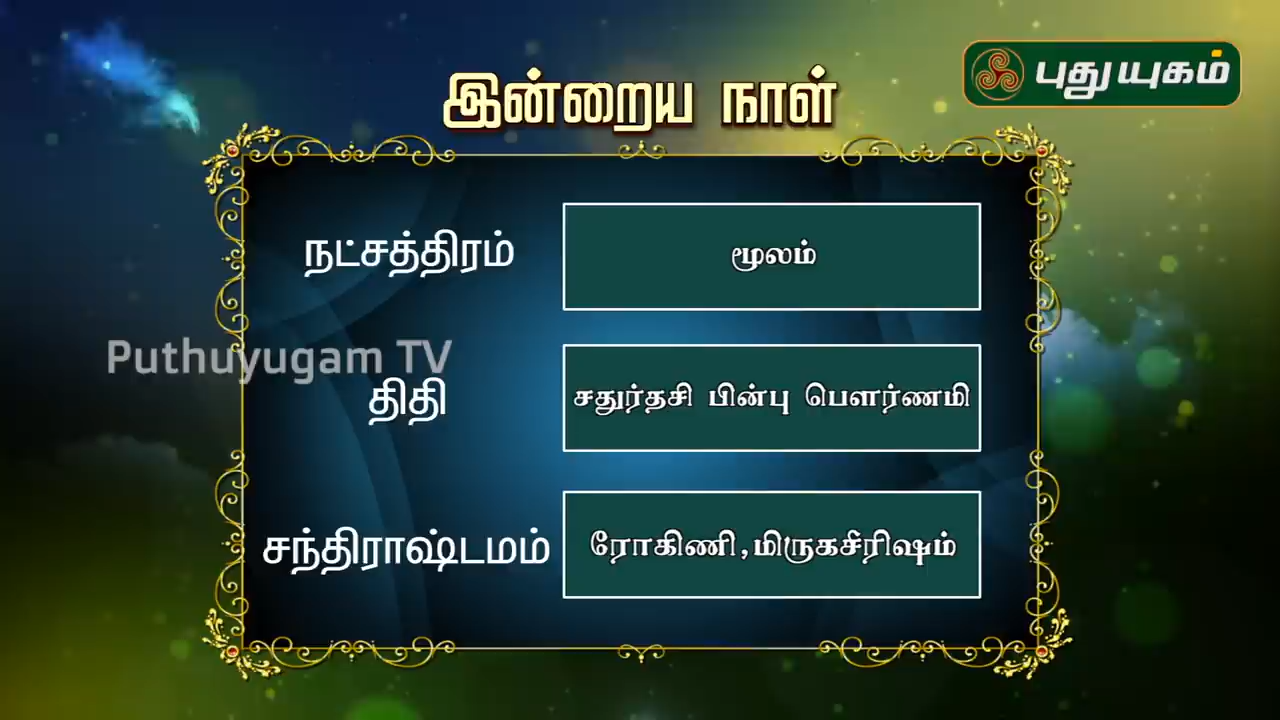 புதுயுகம்
இன்றைய நாள்
நட்சத்திரம்
மூலம்
Puthuyugam TV
திதி
சதுர்தசி பின்பு பௌர்ணமி
சந்திராஷ்டமம்
ரோகிணி,மிருகசீரிஷம்